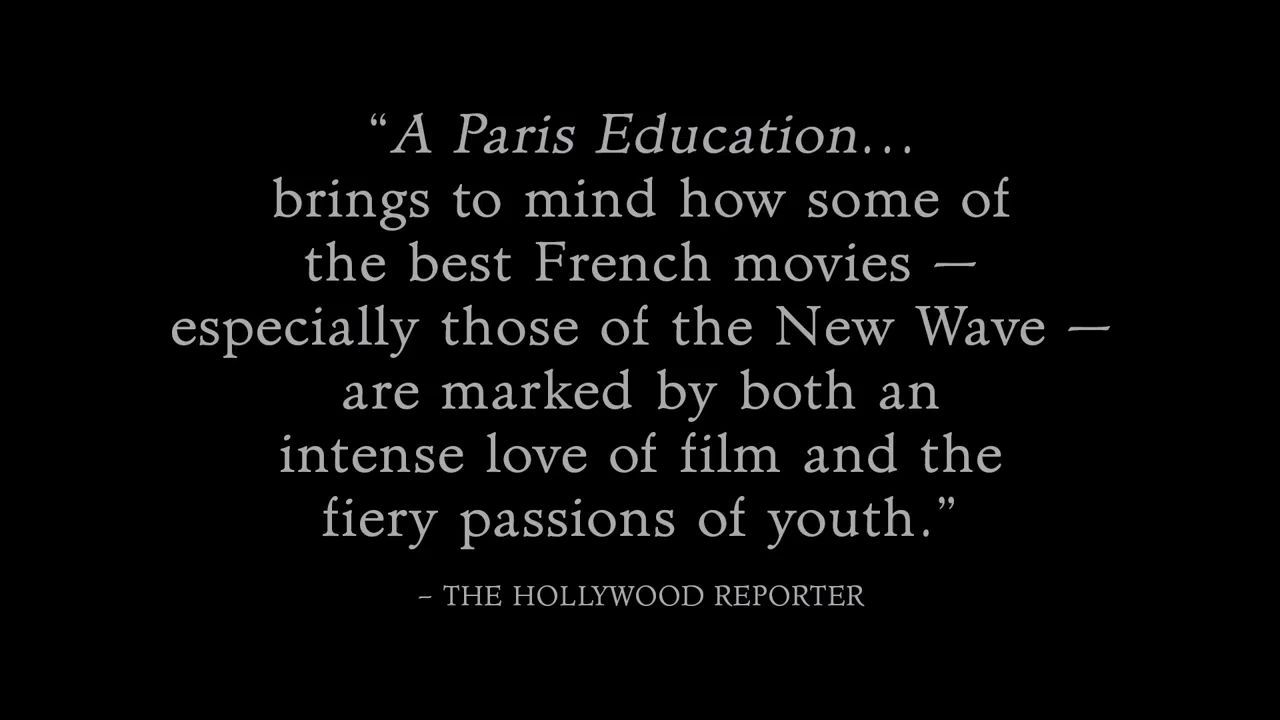 “A Paris Education...
brings to mind how some of
the best French movies —
especially those of the New Wave —
are marked by both an
intense love of film and the
fiery passions of youth.”
– THE HOLLYWOOD REPORTER